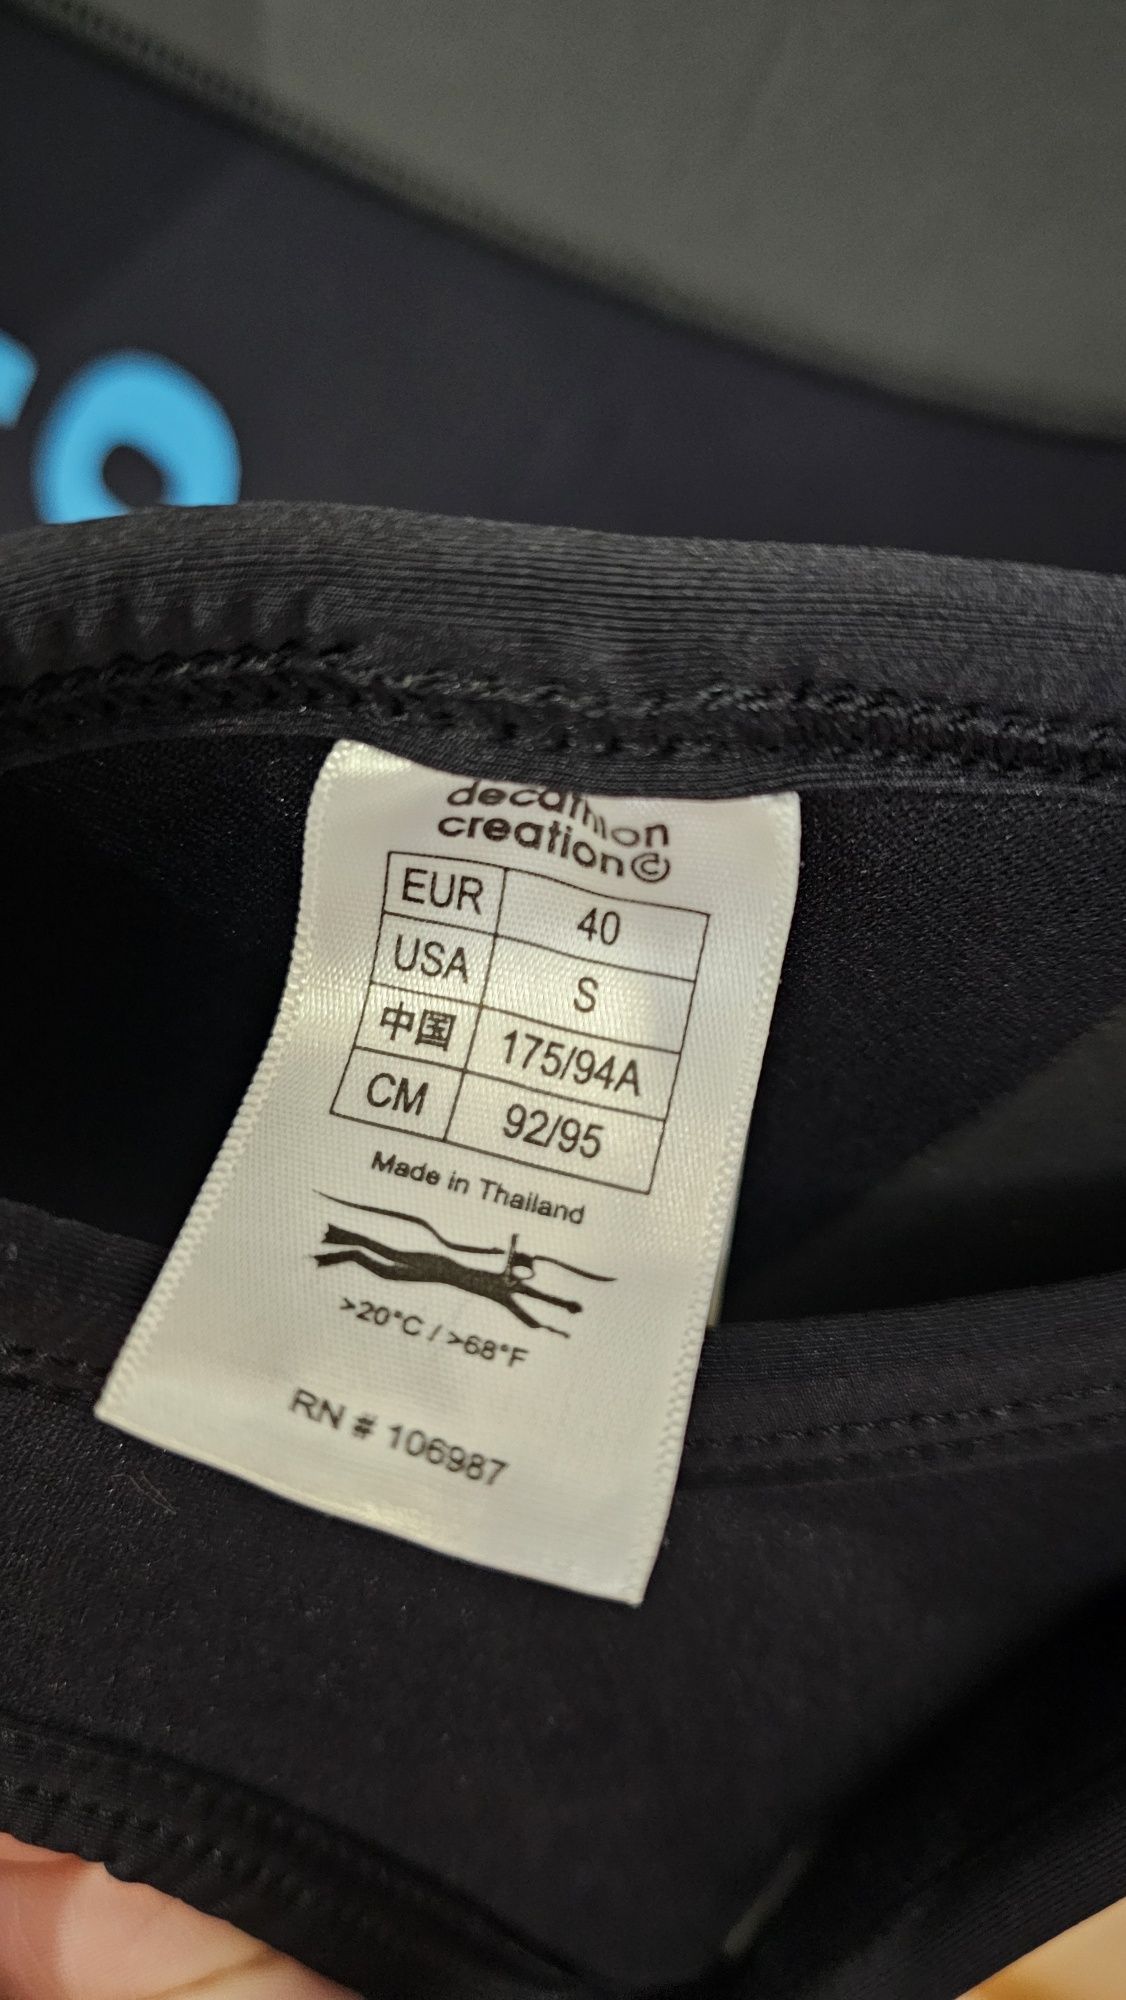 decathlon
creation©
EUR 40
USA S
中国 175/94A
CM 92/95
Made in Thailand
>20°C / >68°F
RN # 106987